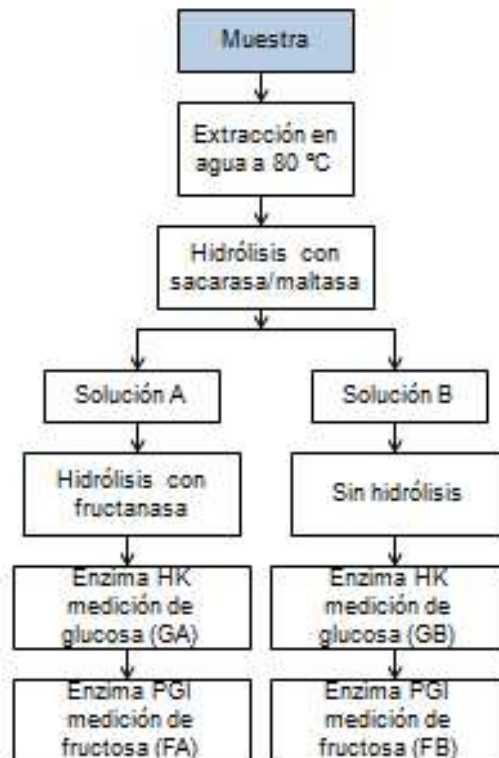 Muestra
Extracción en
agua a 80 ºC
Hidrólisis con
sacarasa/maltasa
Solución A
Solución B
Hidrólisis con
fructanasa
Sin hidrólisis
Enzima HK
medición de
glucosa (GA)
Enzima HK
medición de
glucosa (GB)
Enzima PGI
medición de
fructosa (FA)
Enzima PGI
medición de
fructosa (FB)